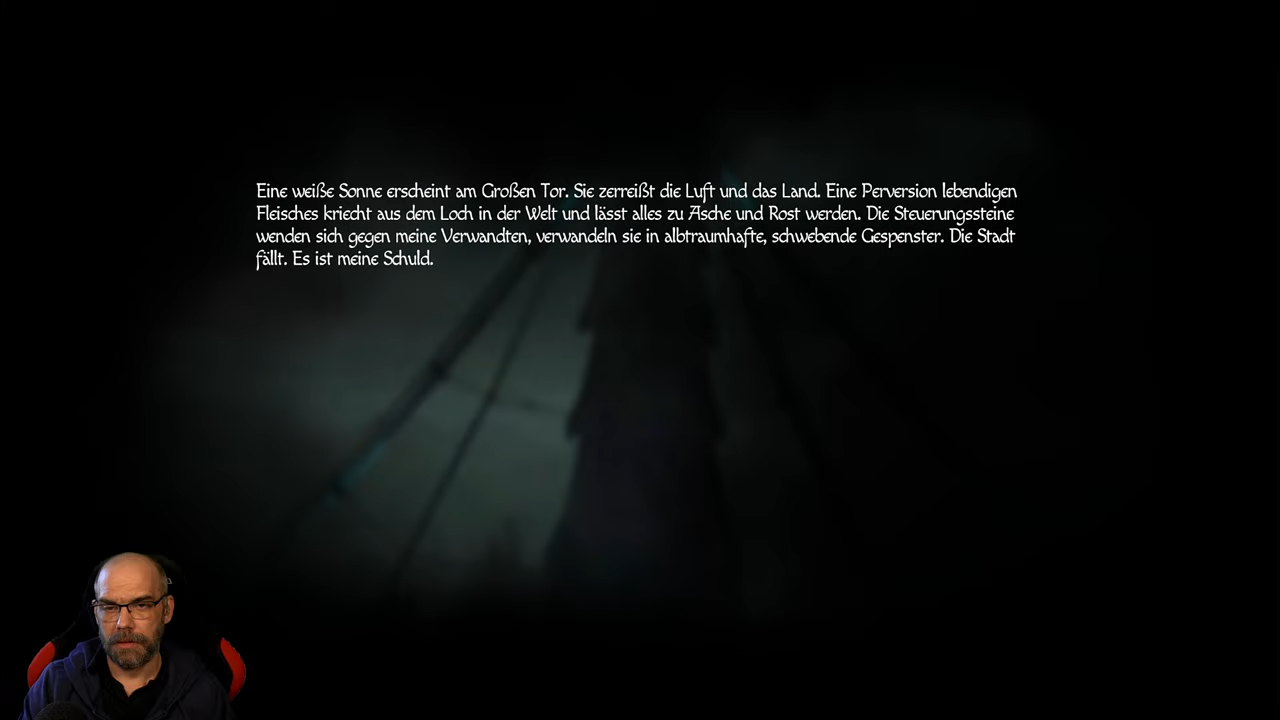 Eine weiße Sonne erscheint am Großen Tor. Sie zerreißt die Luft und das Land. Eine Perversion lebendigen
Fleisches kriecht aus dem Loch in der Welt und lässt alles zu Asche und Rost werden. Die Steuerungssteine
wenden sich gegen meine Verwandten, verwandeln sie in albtraumhafte, schwebende Gespenster. Die Stadt
fällt. Es ist meine Schuld.